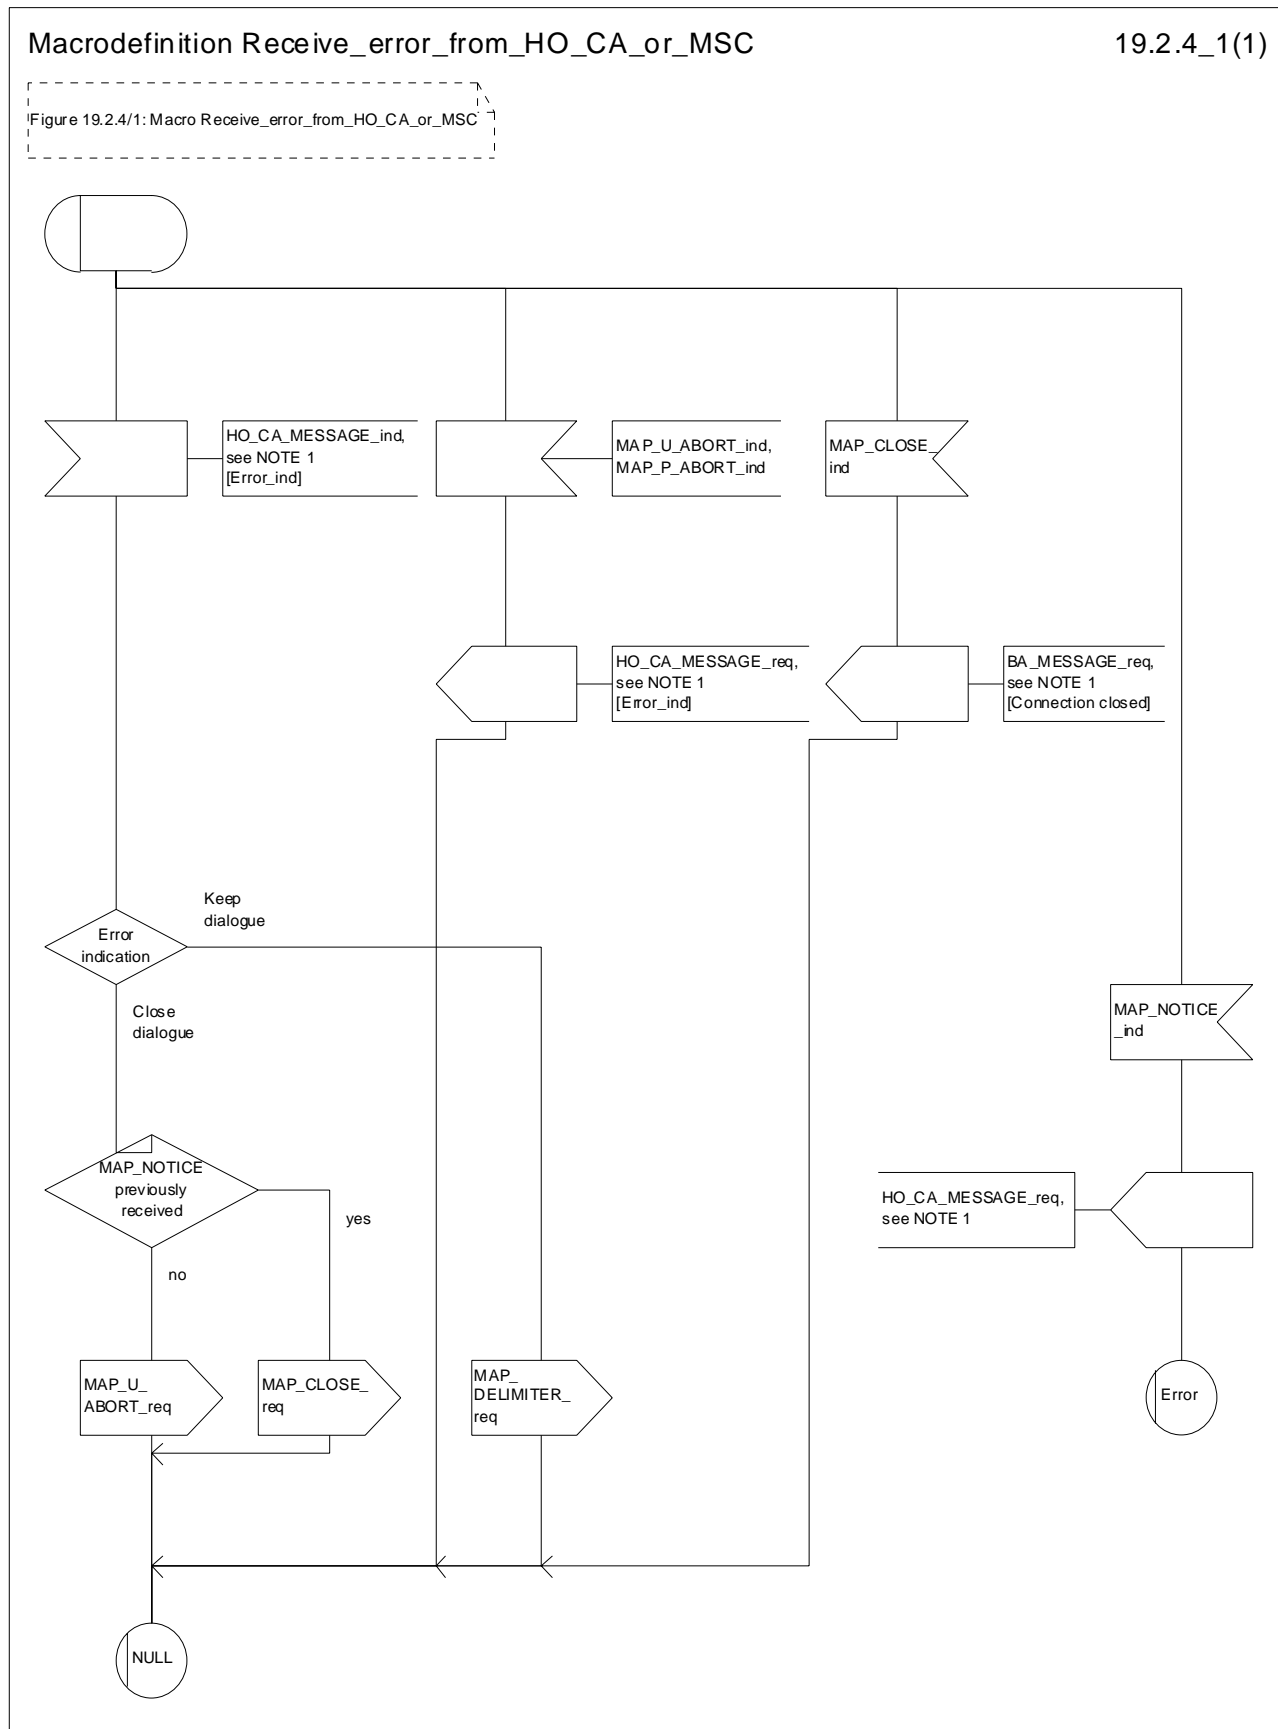 Macrodefinition Receive_error_from_HO_CA_or_MSC
19.2.4_1(1)
Figure 19.2.4/1: Macro Receive_error_from_HO_CA_or_MSC
HO_CA_MESSAGE_ind,
see NOTE 1
[Error_ind]
MAP_U_ABORT_ind,
MAP_P_ABORT_ind
MAP_CLOSE_
ind
HO_CA_MESSAGE_req,
see NOTE 1
[Error_ind]
BA_MESSAGE_req,
see NOTE 1
[Connection closed]
Keep
dialogue
Error
indication
Close
dialogue
MAP_NOTICE
_ind
MAP_NOTICE
previously
received
yes
no
HO_CA_MESSAGE_req,
see NOTE 1
MAP_U_
ABORT_req
MAP_CLOSE_
req
MAP_
DELIMITER_
req
Error
NULL